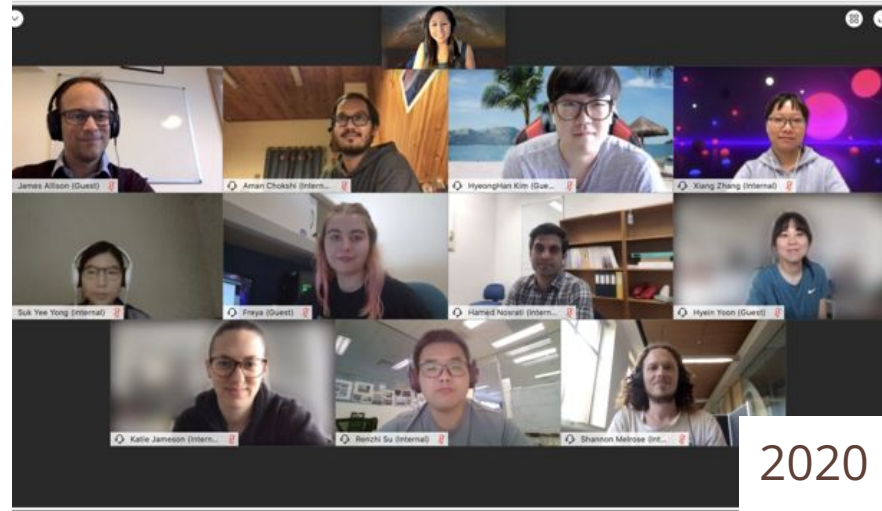 James Allison (Guest)
Aman Chokshi (Intern...
HyeongHan Kim (Gue...
Xiang Zhang (Internal)
Suk Yee Yong (Internal)
Freya (Guest)
Hamed Nosrati (Intern...
Hyein Yoon (Guest)
Katie Jameson (Intern...
Renzhi Su (Internal)
Shannon Melrose (Int...
2020